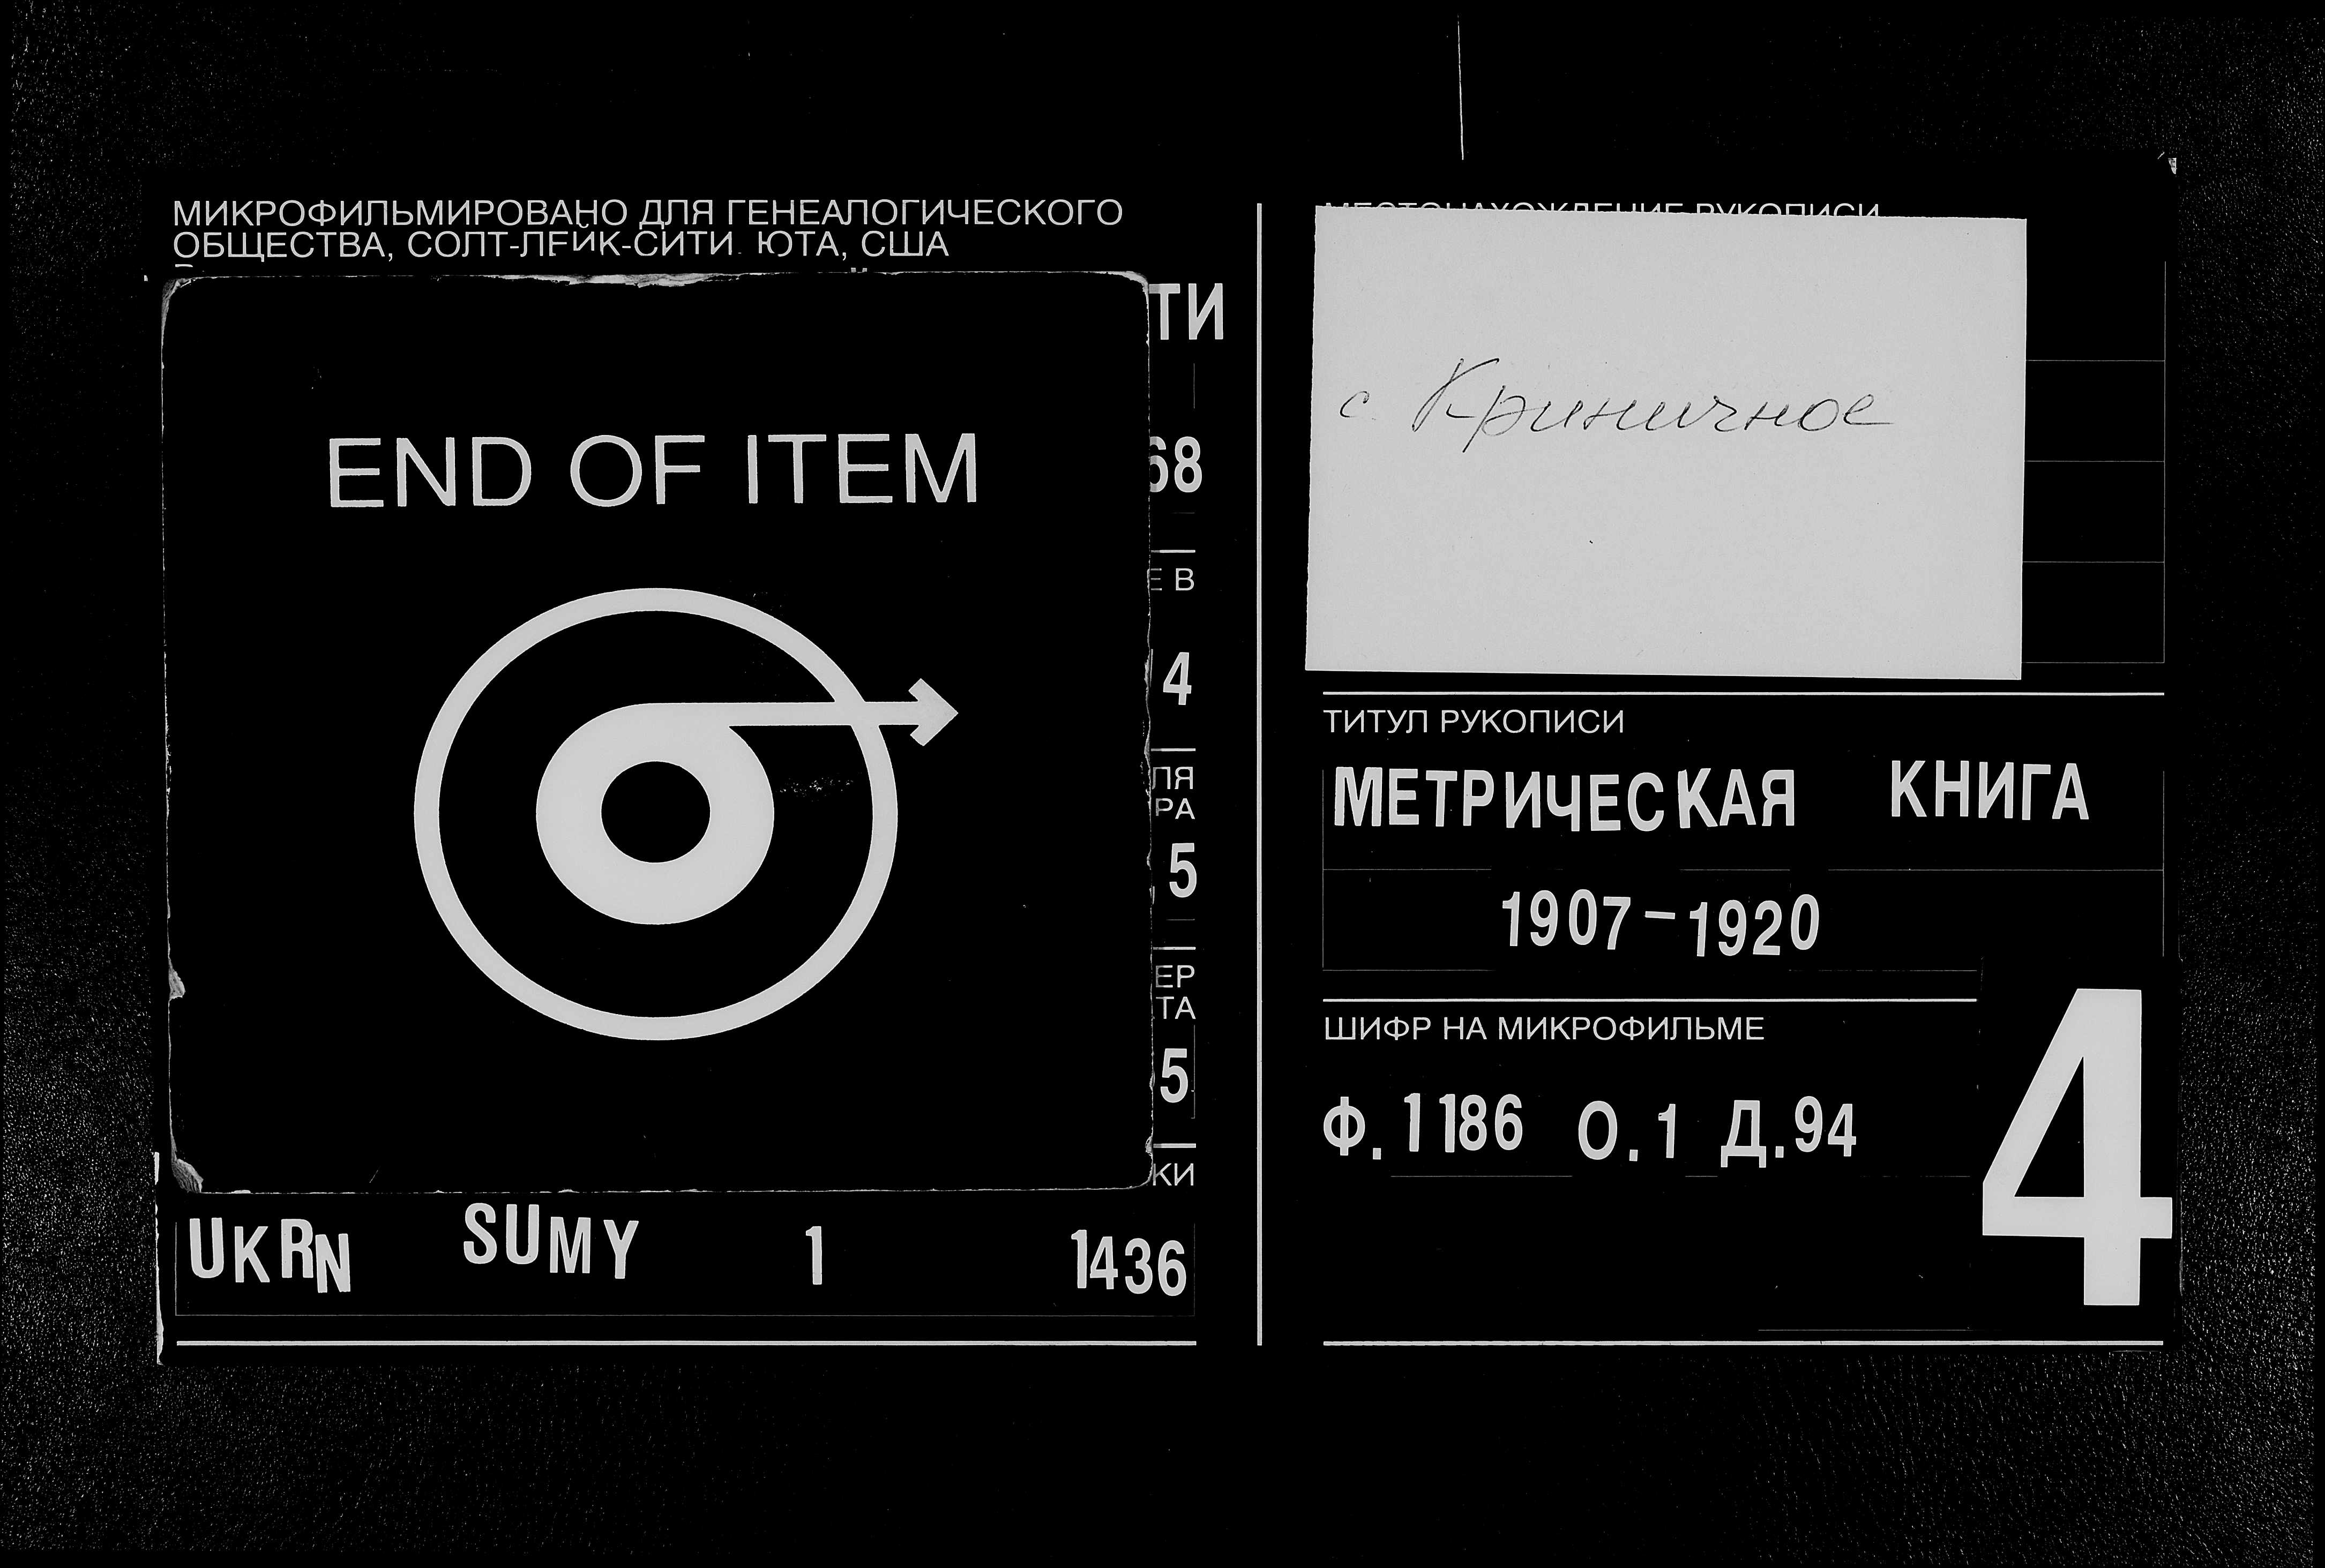 МИКРОФИЛЬМИРОВАНО ДЛЯ ГЕНЕАЛОГИЧЕСКОГО
ОБЩЕСТВА, СОЛТ-ЛЕЙК-СИТИ, ЮТА, США
ТИ
68
Е В
4
ЛЯ
РА
5
ЕР
ТА
5
КИ
END OF ITEM
UKRN SUMY 1 1436
МЕСТОНАХОЖДЕНИЕ РУКОПИСИ
с. Криничное
ТИТУЛ РУКОПИСИ
МЕТРИЧЕСКАЯ КНИГА
1907-1920
ШИФР НА МИКРОФИЛЬМЕ
Ф. 1186 О. 1 Д. 94
4